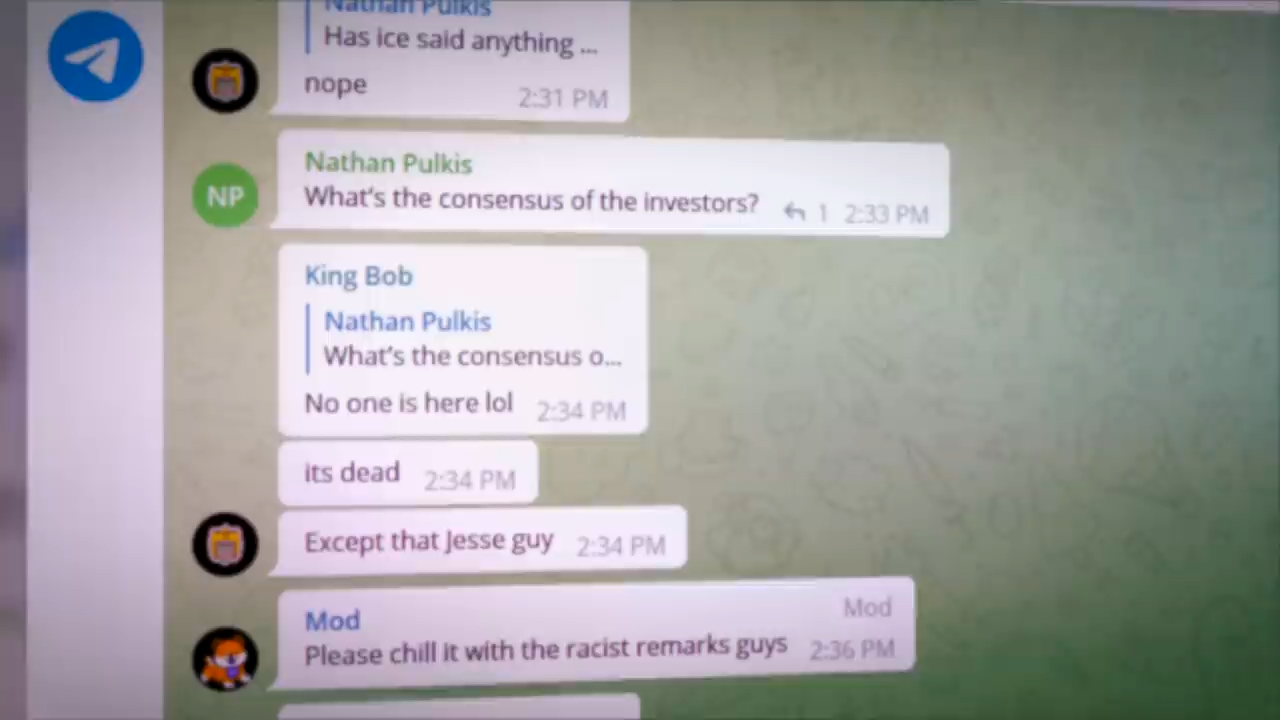 Nathan Pulkis
Has ice said anything ...
nope
2:31 PM
Nathan Pulkis
NP
What's the consensus of the investors?
1 2:33 PM
King Bob
Nathan Pulkis
What's the consensus o...
No one is here lol
2:34 PM
its dead
2:34 PM
Except that Jesse guy
2:34 PM
Mod
Mod
Please chill it with the racist remarks guys
2:36 PM